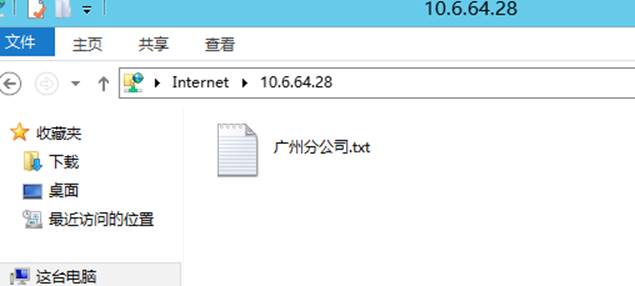 10.6.64.28
文件 主页 共享 查看
Internet 10.6.64.28
收藏夹
广州分公司.txt
下载
桌面
最近访问的位置
这台电脑